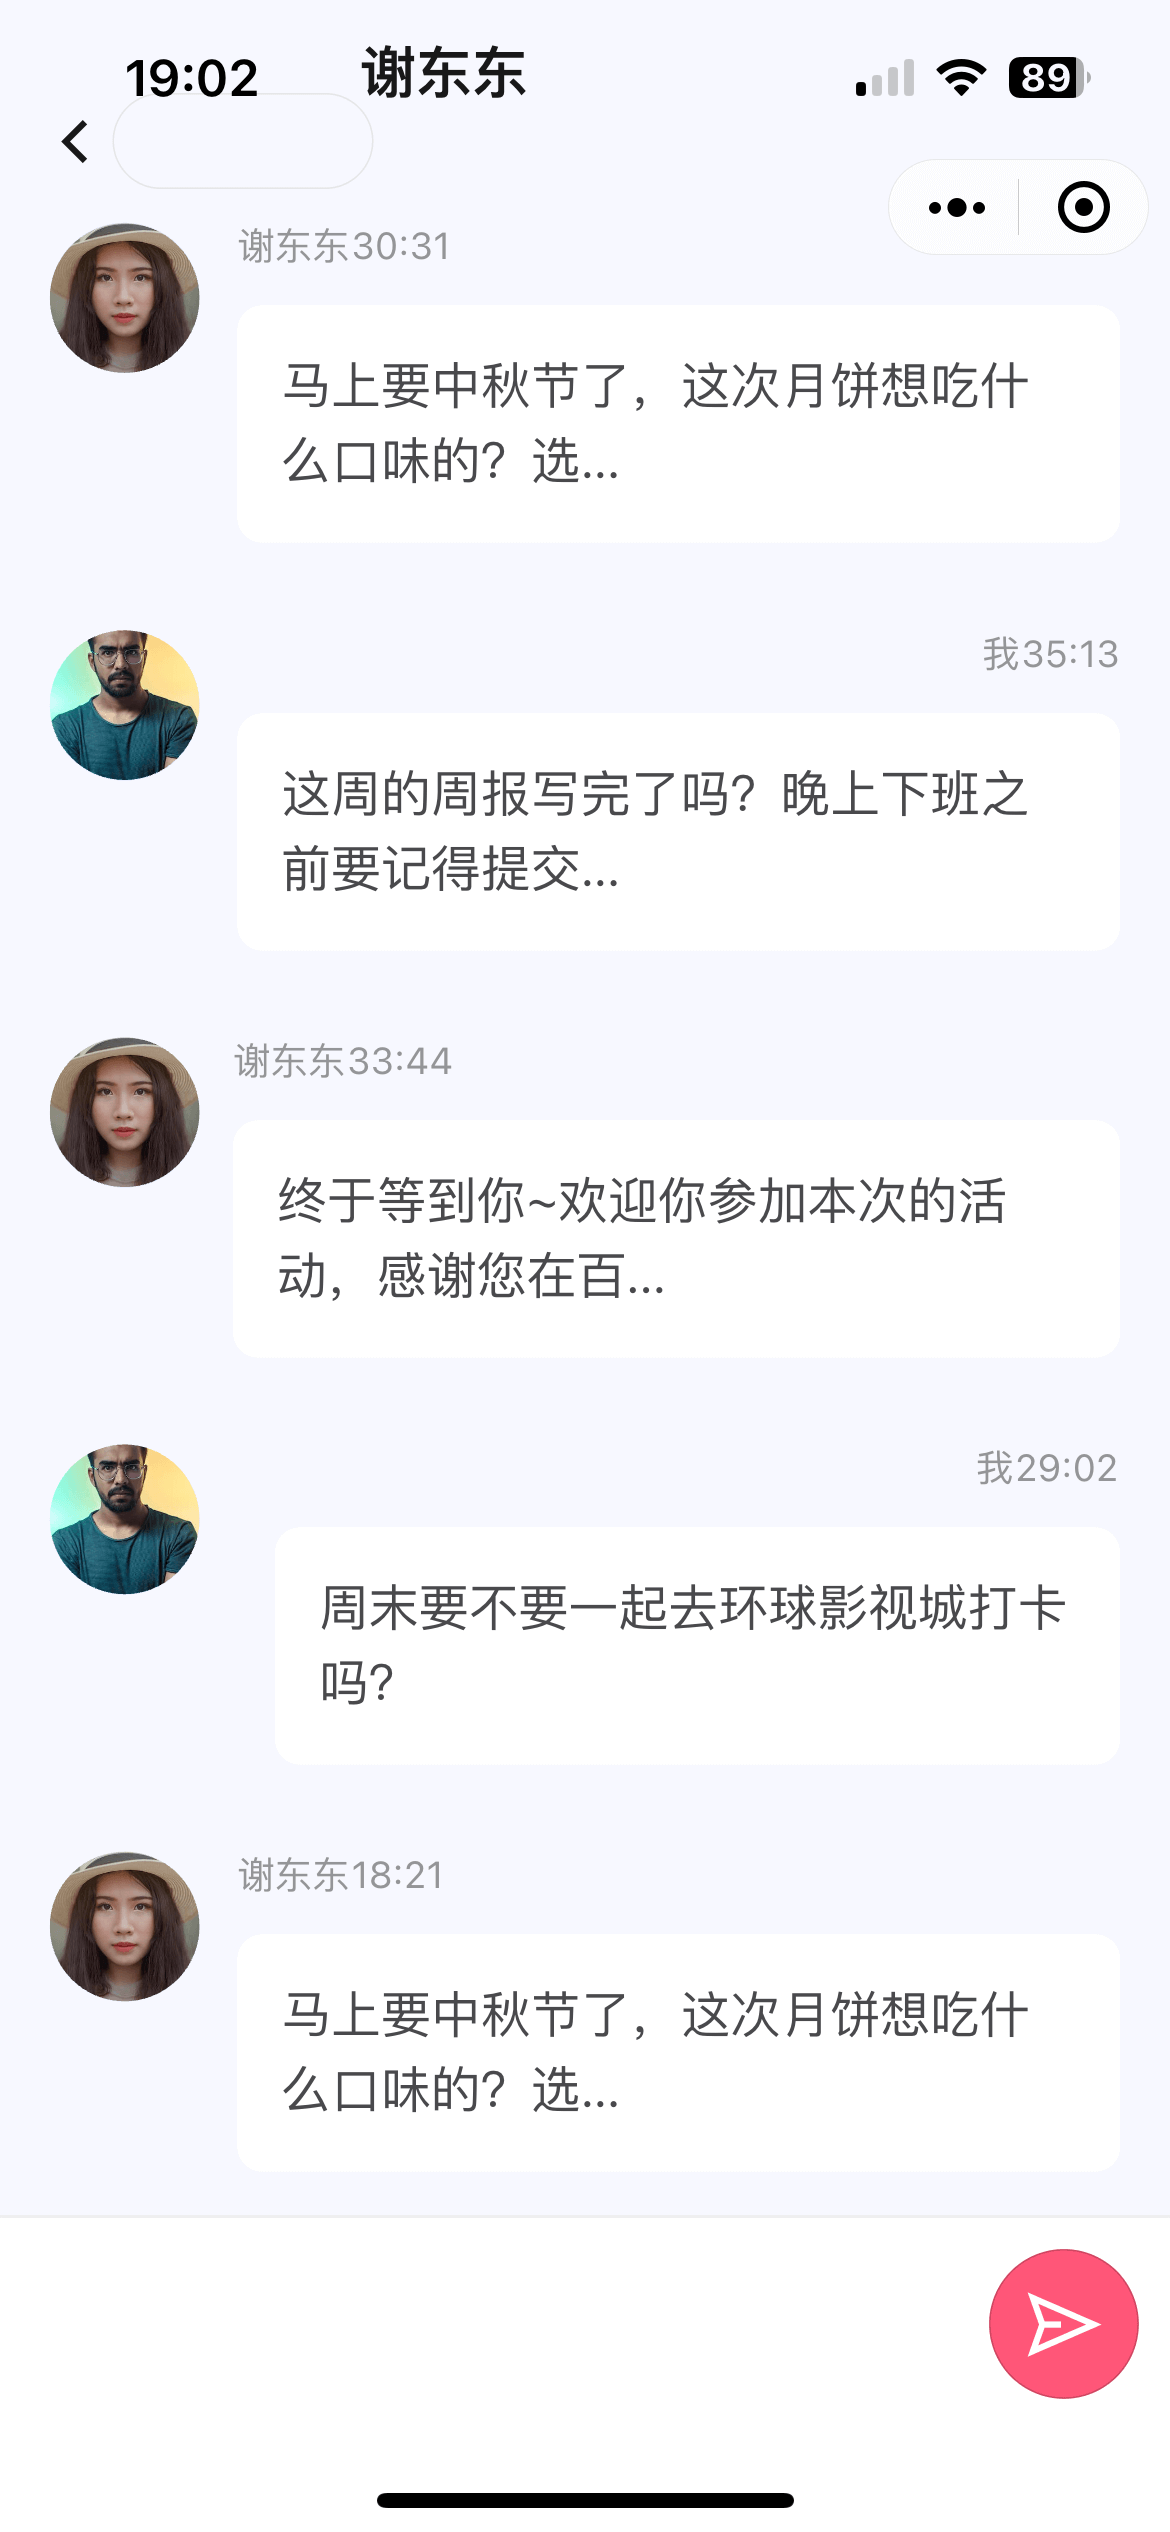 19:02
谢东东
89
谢东东30:31
马上要中秋节了，这次月饼想吃什
么口味的？选...
我35:13
这周的周报写完了吗？晚上下班之
前要记得提交...
谢东东33:44
终于等到你~欢迎你参加本次的活
动，感谢您在百...
我29:02
周末要不要一起去环球影视城打卡
吗？
谢东东18:21
马上要中秋节了，这次月饼想吃什
么口味的？选...